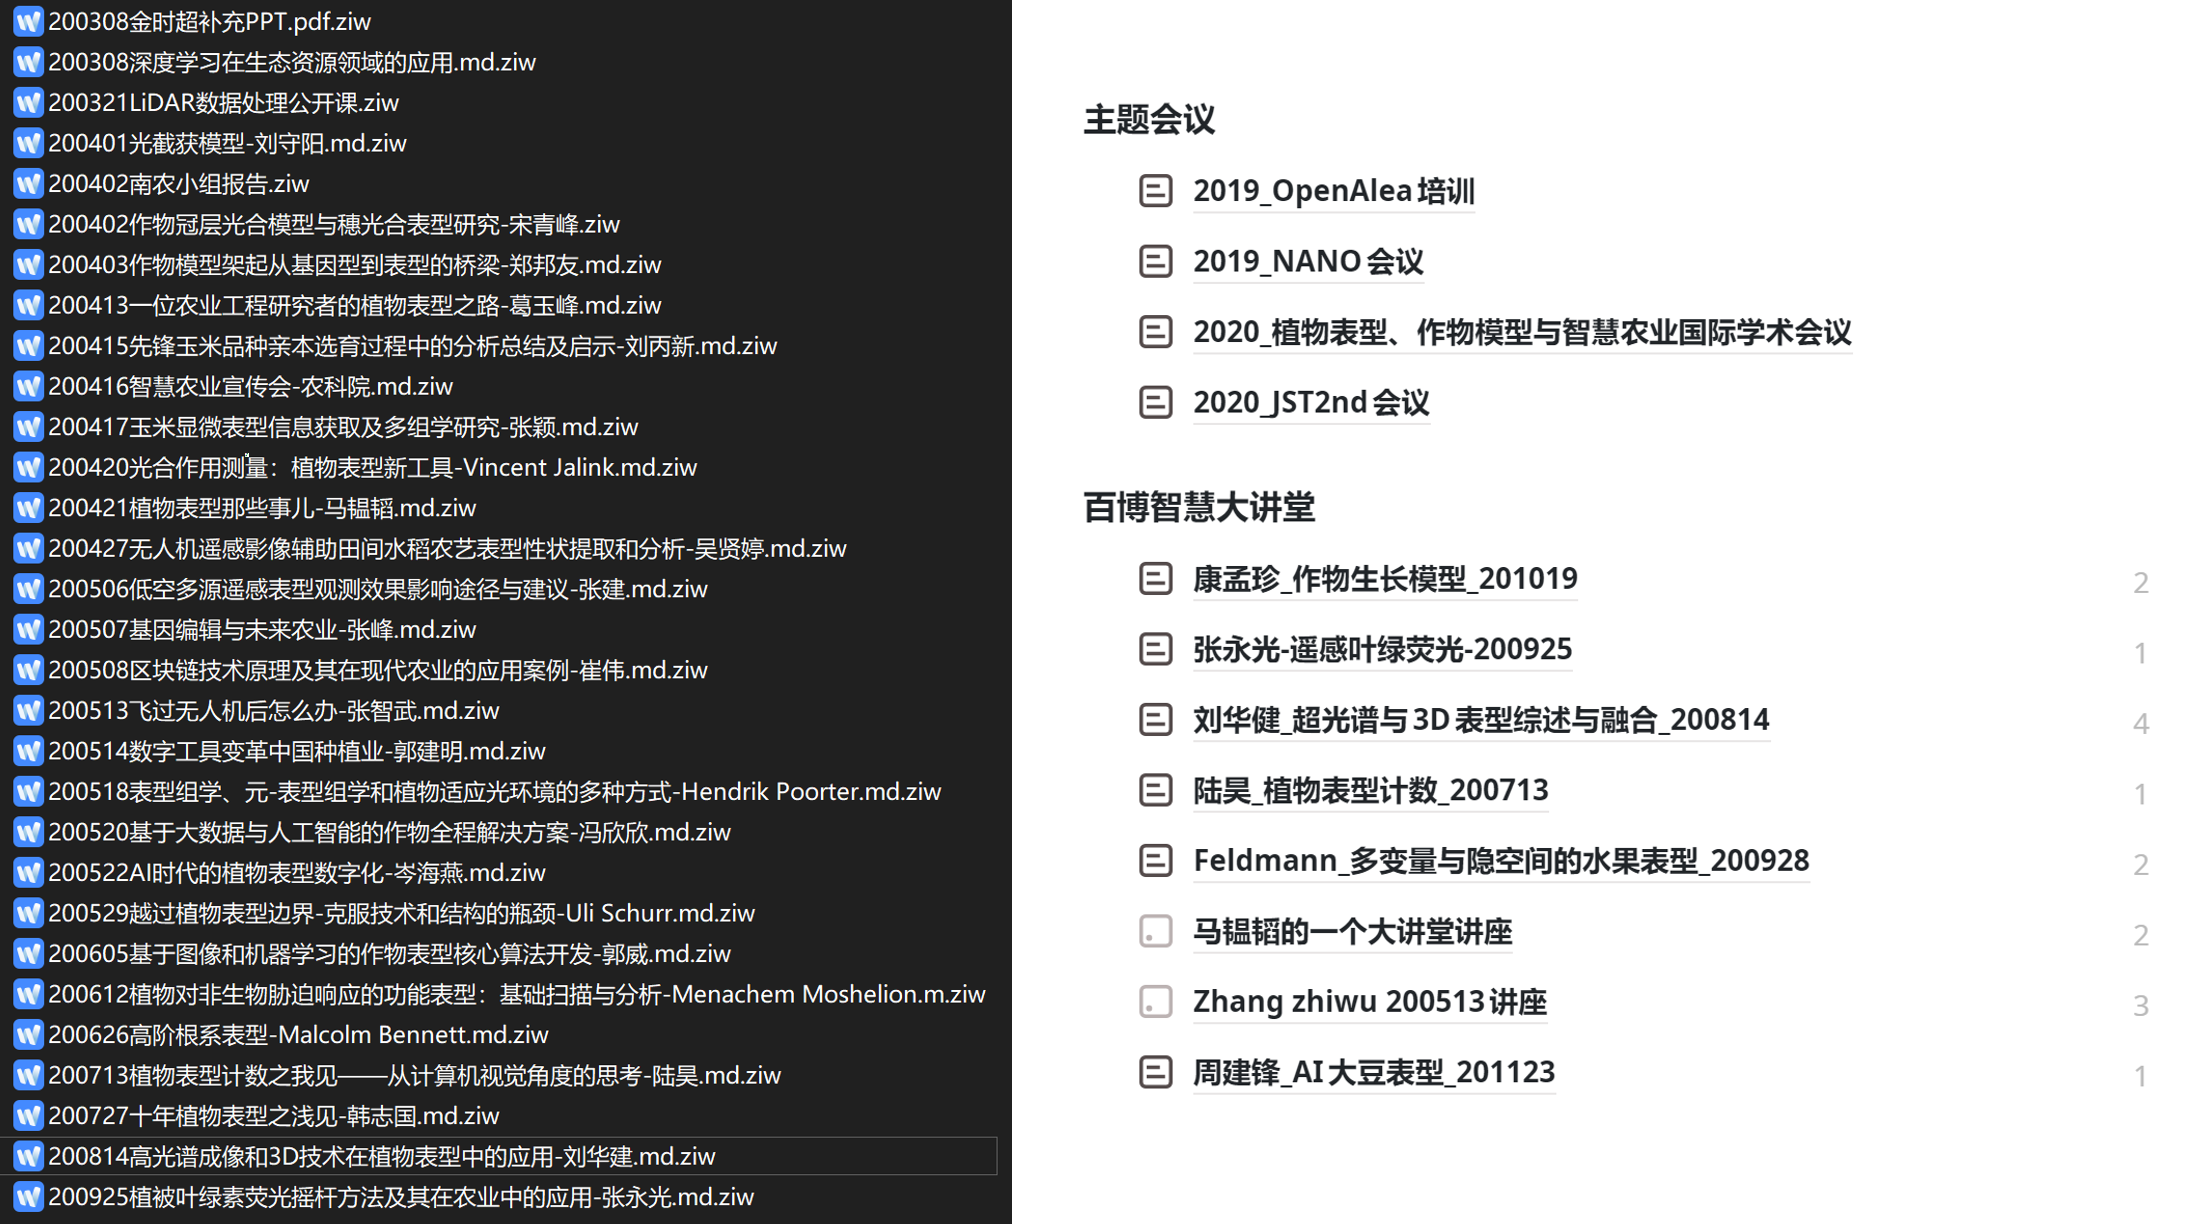 200308金时超补充PPT.pdf.ziw
200308深度学习在生态资源领域的应用.md.ziw
200321LiDAR数据处理公开课.ziw
200401光截获模型-刘守阳.md.ziw
200402南农小组报告.ziw
200402作物冠层光合模型与穗光合表型研究-宋青峰.ziw
200403作物模型架起从基因型到表型的桥梁-郑邦友.md.ziw
200413一位农业工程研究者的植物表型之路-葛玉峰.md.ziw
200415先锋玉米品种亲本选育过程中的分析总结及启示-刘丙新.md.ziw
200416智慧农业宣传会-农科院.md.ziw
200417玉米显微表型信息获取及多组学研究-张颖.md.ziw
200420光合作用测量：植物表型新工具-Vincent Jalink.md.ziw
200421植物表型那些事儿-马韫韬.md.ziw
200427无人机遥感影像辅助田间水稻农艺表型性状提取和分析-吴贤婷.md.ziw
200506低空多源遥感表型观测效果影响途径与建议-张建.md.ziw
200507基因编辑与未来农业-张峰.md.ziw
200508区块链技术原理及其在现代农业的应用案例-崔伟.md.ziw
200513飞过无人机后怎么办-张智武.md.ziw
200514数字工具变革中国种植业-郭建明.md.ziw
200518表型组学、元-表型组学和植物适应光环境的多种方式-Hendrik Poorter.md.ziw
200520基于大数据与人工智能的作物全程解决方案-冯欣欣.md.ziw
200522AI时代的植物表型数字化-岑海燕.md.ziw
200529越过植物表型边界-克服技术和结构的瓶颈-Uli Schurr.md.ziw
200605基于图像和机器学习的作物表型核心算法开发-郭威.md.ziw
200612植物对非生物胁迫响应的功能表型：基础扫描与分析-Menachem Moshelion.m.ziw
200626高阶根系表型-Malcolm Bennett.md.ziw
200713植物表型计数之我见——从计算机视觉角度的思考-陆昊.md.ziw
200727十年植物表型之浅见-韩志国.md.ziw
200814高光谱成像和3D技术在植物表型中的应用-刘华建.md.ziw
200925植被叶绿素荧光摇杆方法及其在农业中的应用-张永光.md.ziw
主题会议
2019_OpenAlea培训
2019_NANO会议
2020_植物表型、作物模型与智慧农业国际学术会议
2020_JST2nd会议
百博智慧大讲堂
康孟珍_作物生长模型_201019 2
张永光-遥感叶绿荧光-200925 1
刘华健_超光谱与3D表型综述与融合_200814 4
陆昊_植物表型计数_200713 1
Feldmann_多变量与隐空间的水果表型_200928 2
马韫韬的一个大讲堂讲座 2
Zhang zhiwu 200513讲座 3
周建锋_AI大豆表型_201123 1